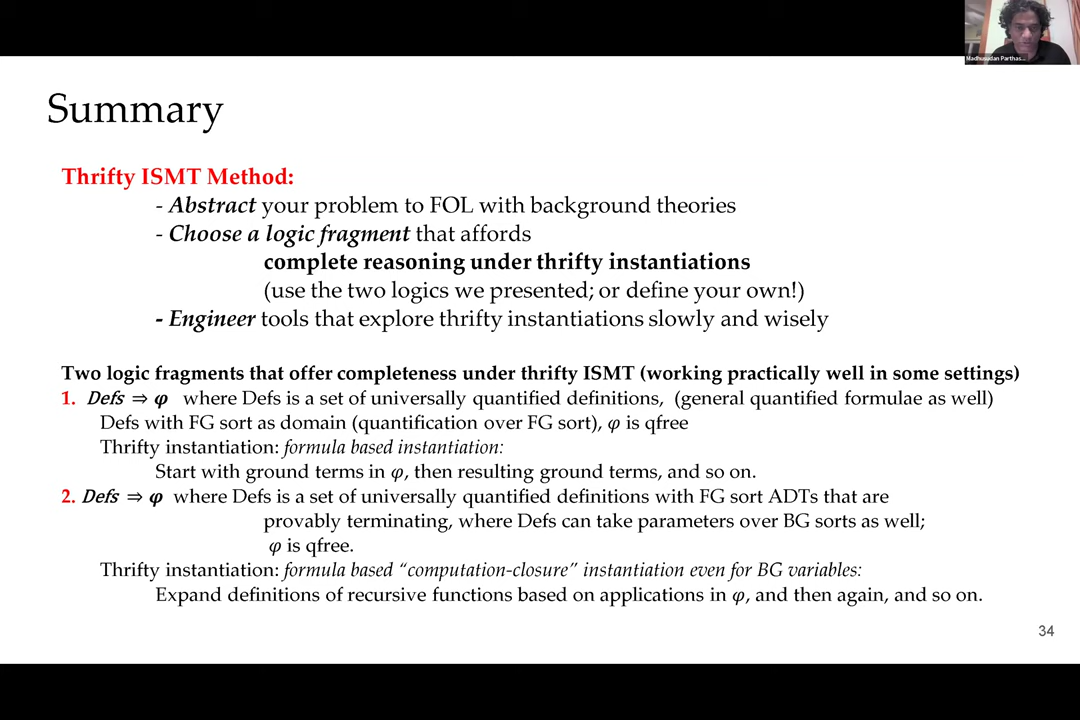 Madhusudan Parthas...
Summary
Thrifty ISMT Method:
- Abstract your problem to FOL with background theories
- Choose a logic fragment that affords
complete reasoning under thrifty instantiations
(use the two logics we presented; or define your own!)
- Engineer tools that explore thrifty instantiations slowly and wisely
Two logic fragments that offer completeness under thrifty ISMT (working practically well in some settings)
1. Defs ⇒ φ where Defs is a set of universally quantified definitions, (general quantified formulae as well)
Defs with FG sort as domain (quantification over FG sort), φ is qfree
Thrifty instantiation: formula based instantiation:
Start with ground terms in φ, then resulting ground terms, and so on.
2. Defs ⇒ φ where Defs is a set of universally quantified definitions with FG sort ADTs that are
provably terminating, where Defs can take parameters over BG sorts as well;
φ is qfree.
Thrifty instantiation: formula based “computation-closure” instantiation even for BG variables:
Expand definitions of recursive functions based on applications in φ, and then again, and so on.
34